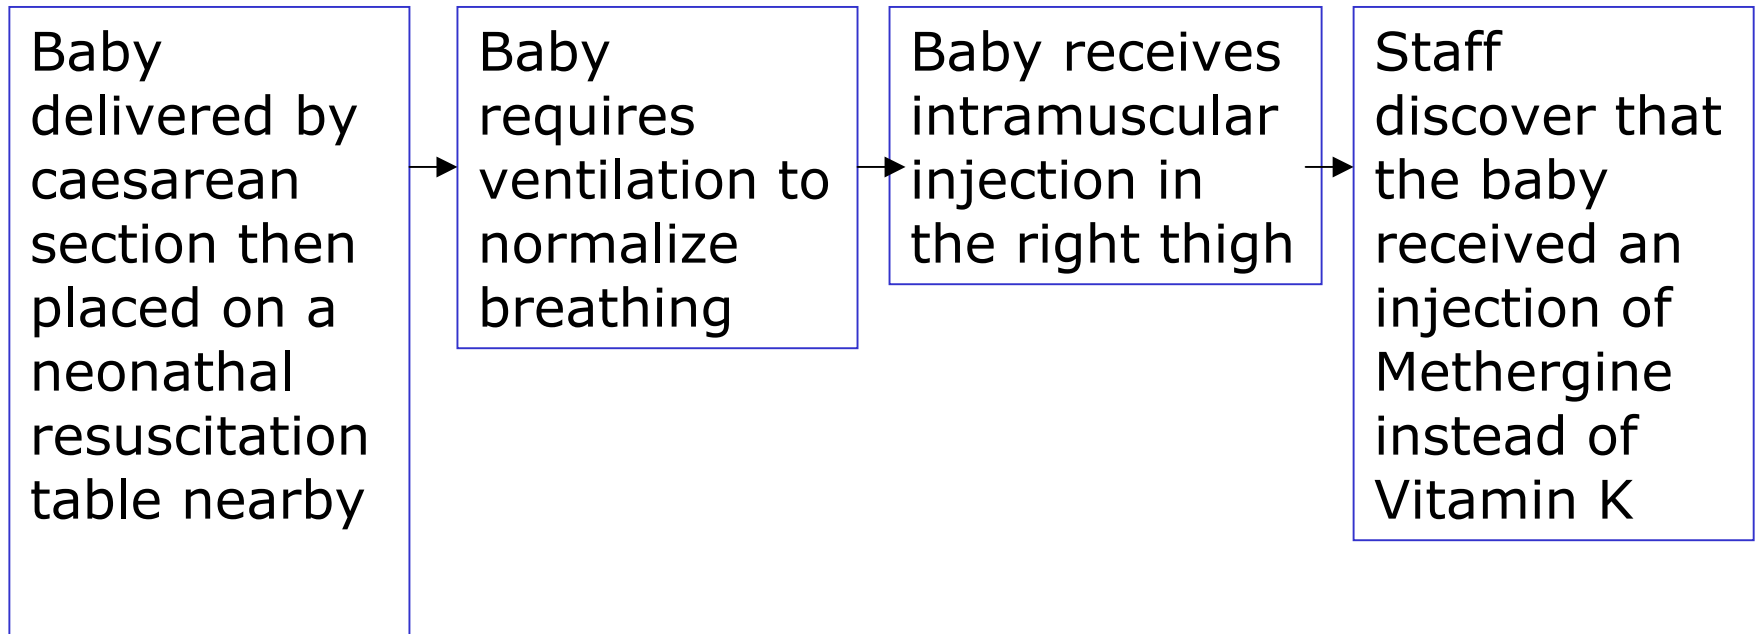 Baby
delivered by
caesarean
section then
placed on a
neonathal
resuscitation
table nearby
Baby
requires
ventilation to
normalize
breathing
Baby receives
intramuscular
injection in
the right thigh
Staff
discover that
the baby
received an
injection of
Methergine
instead of
Vitamin K